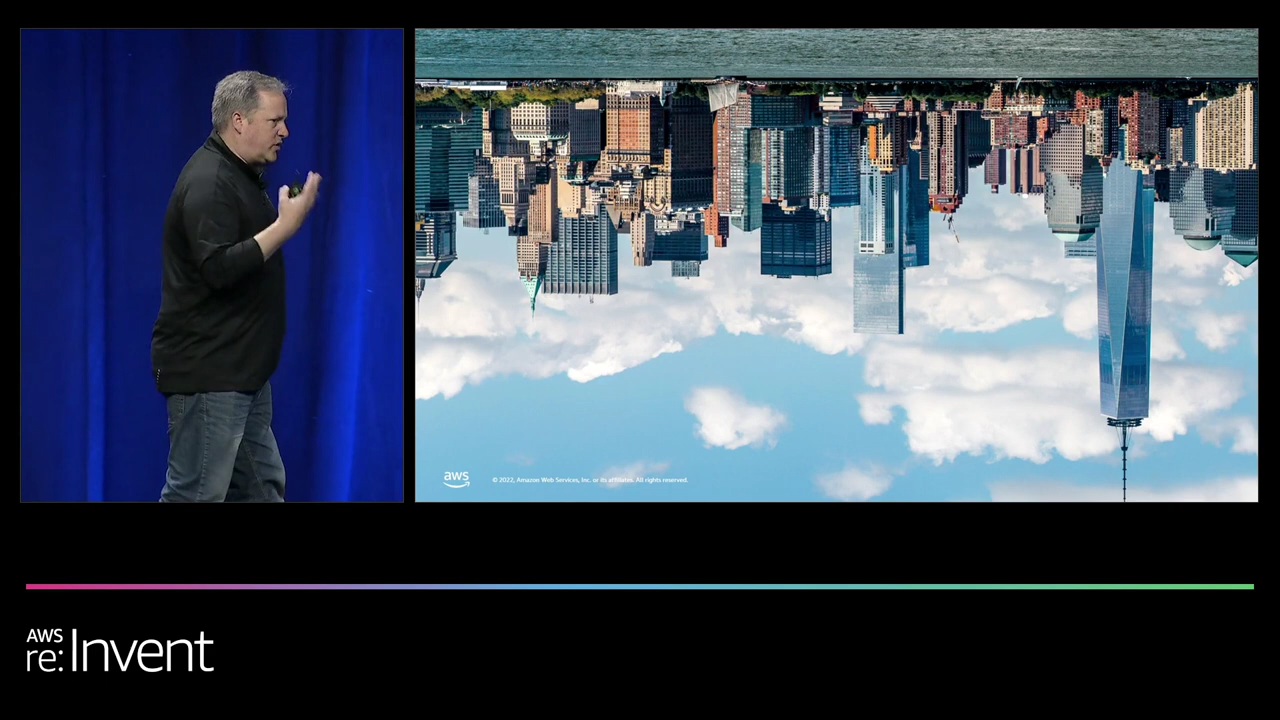 aws
© 2022, Amazon Web Services, Inc. or its affiliates. All rights reserved.
AWS
re:Invent